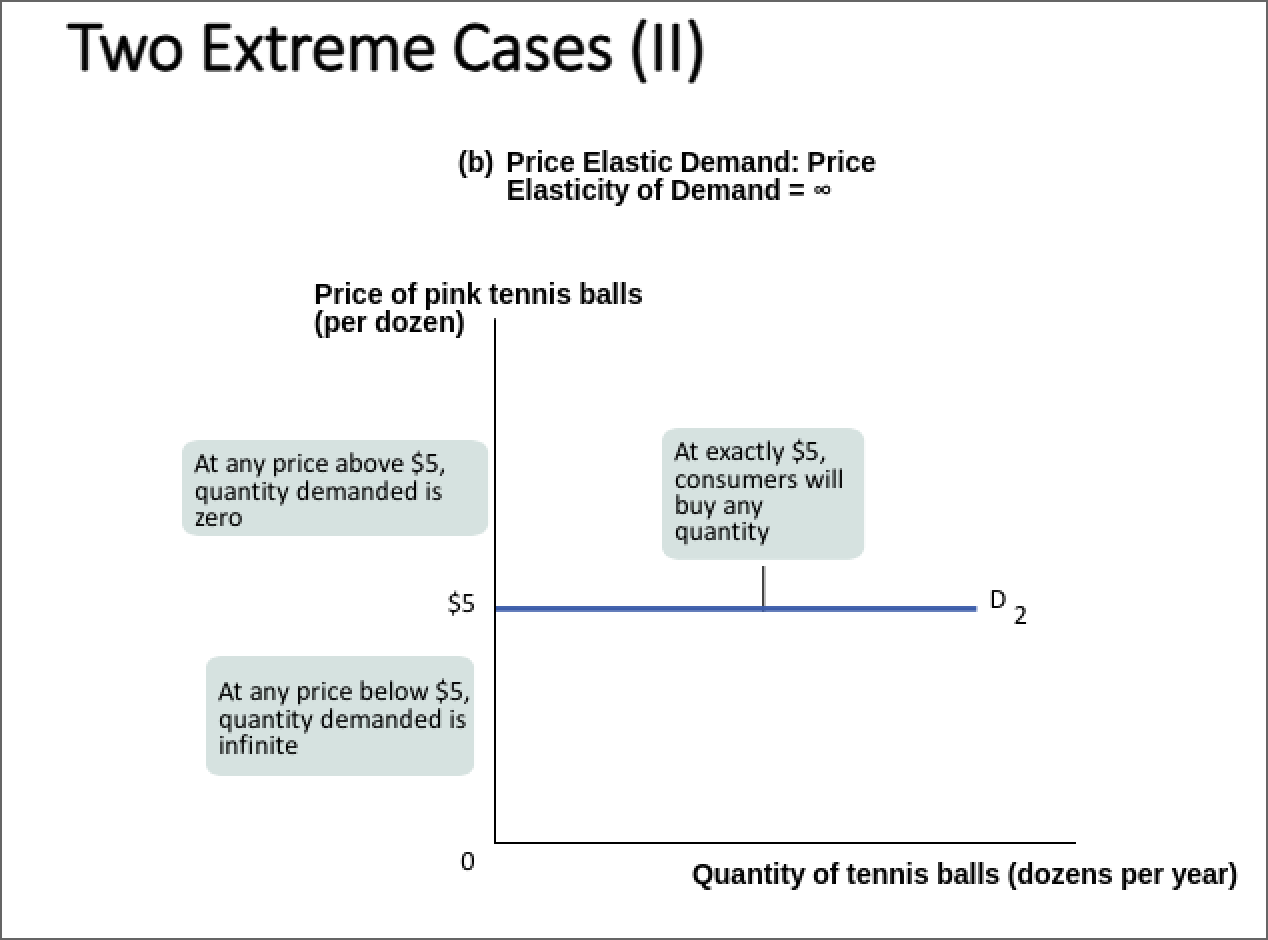 Two Extreme Cases (II)
(b) Price Elastic Demand: Price
Elasticity of Demand = ∞
Price of pink tennis balls
(per dozen)
At any price above $5,
quantity demanded is
zero
At exactly $5,
consumers will
buy any
quantity
$5
D 2
At any price below $5,
quantity demanded is
infinite
0
Quantity of tennis balls (dozens per year)